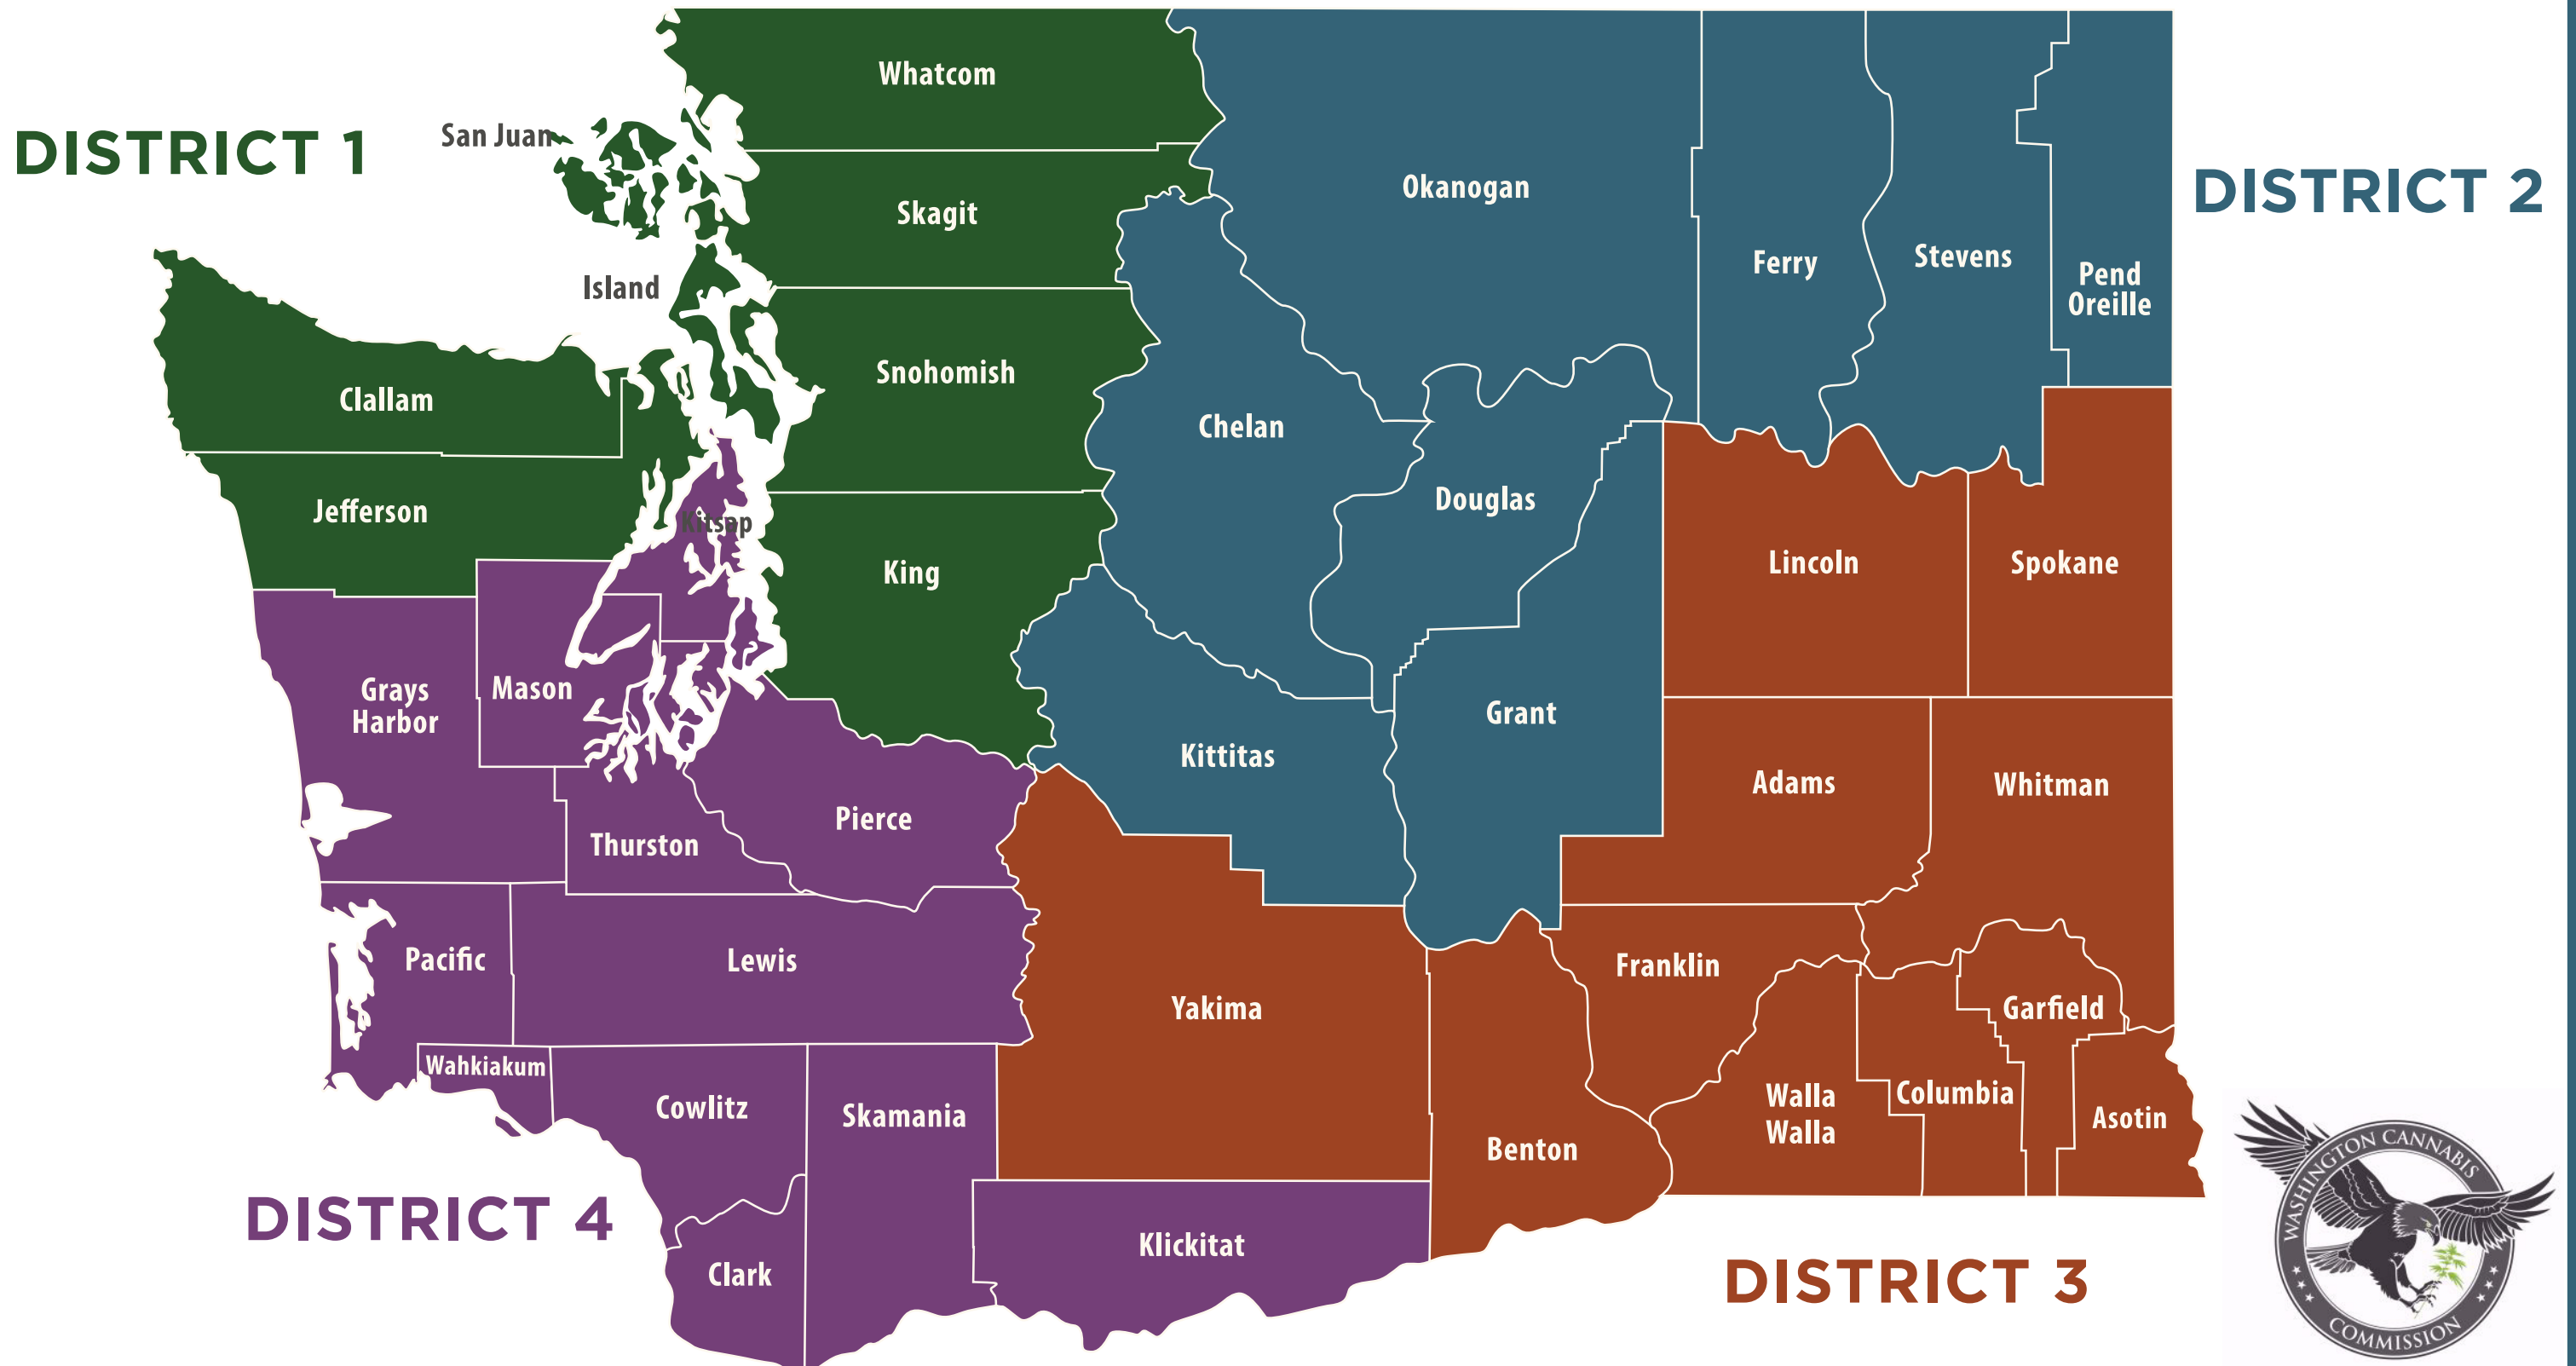 Whatcom
San Juan
DISTRICT 1
Okanogan
DISTRICT 2
Skagit
Ferry
Stevens
Pend
Oreille
Island
Snohomish
Clallam
Chelan
Douglas
Jefferson
Kitsap
King
Lincoln
Spokane
Grays
Harbor
Mason
Grant
Kittitas
Adams
Whitman
Pierce
Thurston
Pacific
Lewis
Franklin
Yakima
Garfield
Wahkiakum
Cowlitz
Skamania
Walla
Walla
Columbia
Asotin
Benton
DISTRICT 4
Klickitat
Clark
DISTRICT 3
WASHINGTON CANNABIS
COMMISSION